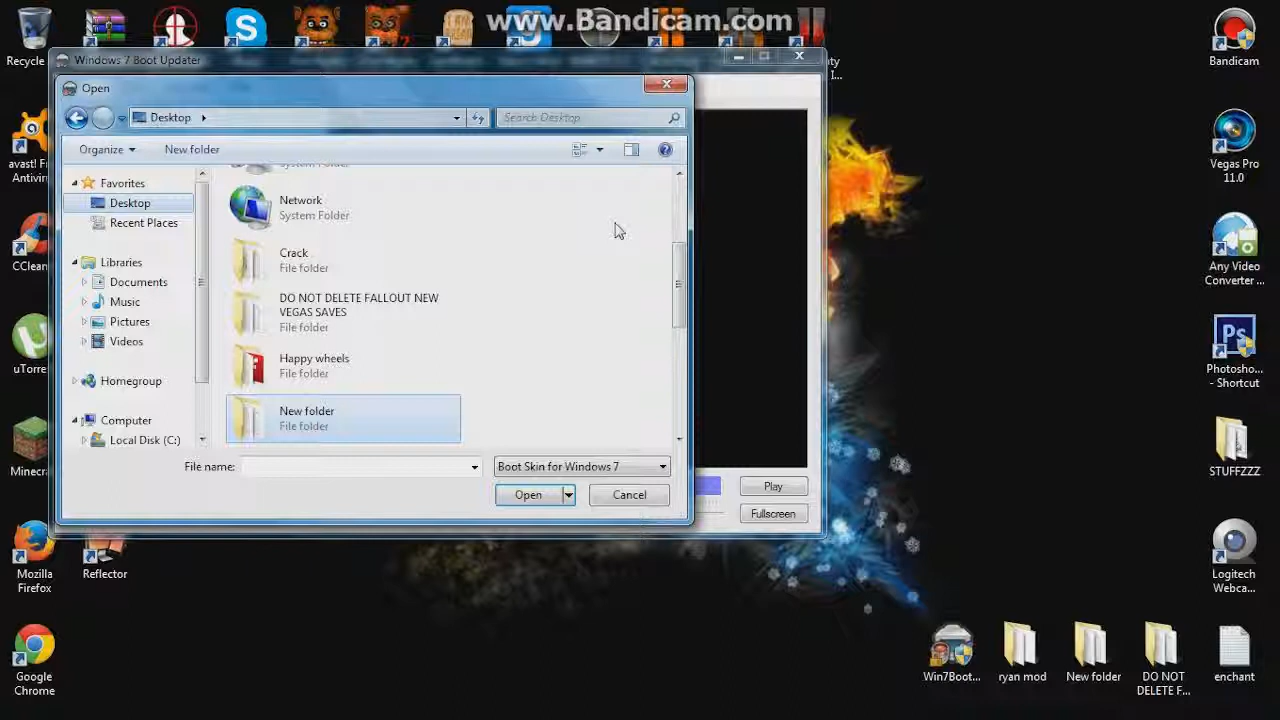 www.Bandicam.com
Recycle
Bandicam
Windows 7 Boot Updater
Open
Desktop
Search Desktop
Organize
New folder
System Folder
Favorites
Desktop
Recent Places
Network
System Folder
avast! Fr
Antivir
Vegas Pro
11.0
Crack
File folder
Libraries
Documents
Music
Pictures
Videos
CClean
Any Video
Converter ...
DO NOT DELETE FALLOUT NEW
VEGAS SAVES
File folder
Happy wheels
File folder
Homegroup
uTorre
Photosho...
- Shortcut
New folder
File folder
Computer
Local Disk (C:)
Minecra
STUFFZZZ
File name:
Boot Skin for Windows 7
Open
Cancel
Play
Fullscreen
Mozilla
Firefox
Reflector
Logitech
Webca...
Google
Chrome
Win7Boot...
ryan mod
New folder
DO NOT
DELETE F...
enchant